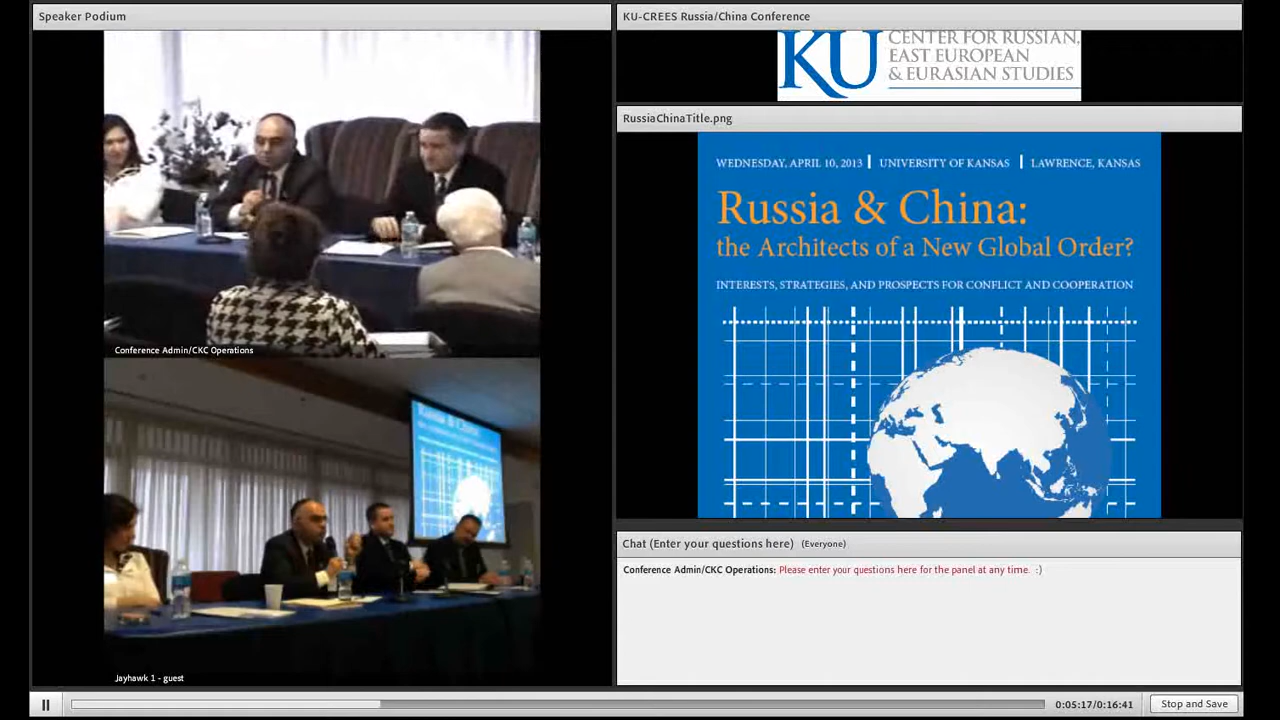 Speaker Podium
Conference Admin/CKC Operations
Russia & China
Jayhawk 1 - guest
KU-CREES Russia/China Conference
KU
CENTER FOR RUSSIAN,
EAST EUROPEAN
& EURASIAN STUDIES
RussiaChinaTitle.png
WEDNESDAY, APRIL 10, 2013 | UNIVERSITY OF KANSAS | LAWRENCE, KANSAS
Russia & China:
the Architects of a New Global Order?
INTERESTS, STRATEGIES, AND PROSPECTS FOR CONFLICT AND COOPERATION
Chat (Enter your questions here) (Everyone)
Conference Admin/CKC Operations: Please enter your questions here for the panel at any time. :)
0:05:17/0:16:41
Stop and Save